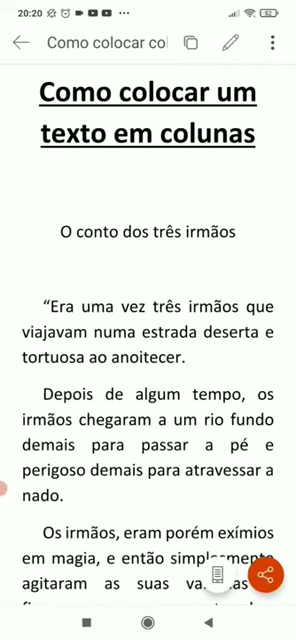 20:20
52
Como colocar col
Como colocar um
texto em colunas
O conto dos três irmãos
“Era uma vez três irmãos que
viajavam numa estrada deserta e
tortuosa ao anoitecer.
Depois de algum tempo, os
irmãos chegaram a um rio fundo
demais para passar a pé e
perigoso demais para atravessar a
nado.
Os irmãos, eram porém exímios
em magia, e então simplesmente
agitaram as suas